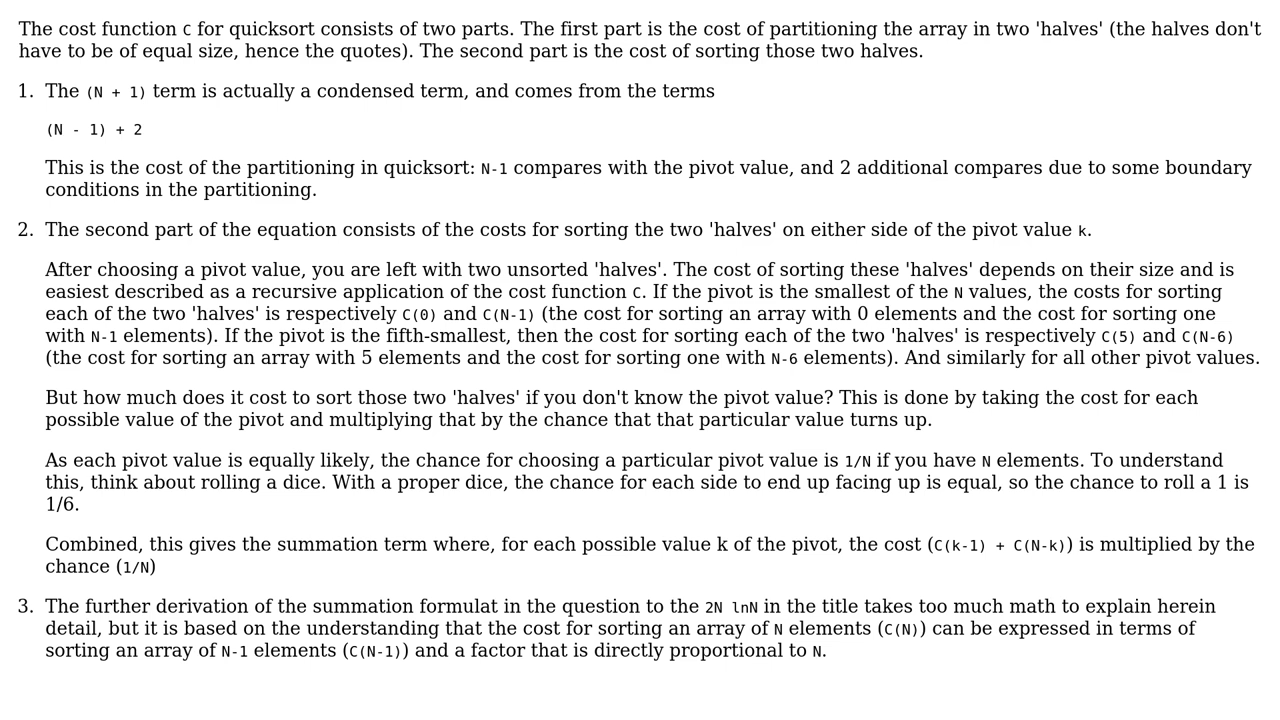 The cost function C for quicksort consists of two parts. The first part is the cost of partitioning the array in two 'halves' (the halves don't
have to be of equal size, hence the quotes). The second part is the cost of sorting those two halves.
1. The (N + 1) term is actually a condensed term, and comes from the terms
(N - 1) + 2
This is the cost of the partitioning in quicksort: N-1 compares with the pivot value, and 2 additional compares due to some boundary
conditions in the partitioning.
2. The second part of the equation consists of the costs for sorting the two 'halves' on either side of the pivot value k.
After choosing a pivot value, you are left with two unsorted 'halves'. The cost of sorting these 'halves' depends on their size and is
easiest described as a recursive application of the cost function C. If the pivot is the smallest of the N values, the costs for sorting
each of the two 'halves' is respectively C(0) and C(N-1) (the cost for sorting an array with 0 elements and the cost for sorting one
with N-1 elements). If the pivot is the fifth-smallest, then the cost for sorting each of the two 'halves' is respectively C(5) and C(N-6)
(the cost for sorting an array with 5 elements and the cost for sorting one with N-6 elements). And similarly for all other pivot values.
But how much does it cost to sort those two 'halves' if you don't know the pivot value? This is done by taking the cost for each
possible value of the pivot and multiplying that by the chance that that particular value turns up.
As each pivot value is equally likely, the chance for choosing a particular pivot value is 1/N if you have N elements. To understand
this, think about rolling a dice. With a proper dice, the chance for each side to end up facing up is equal, so the chance to roll a 1 is
1/6.
Combined, this gives the summation term where, for each possible value k of the pivot, the cost (C(k-1) + C(N-k)) is multiplied by the
chance (1/N)
3. The further derivation of the summation formulat in the question to the 2N lnN in the title takes too much math to explain herein
detail, but it is based on the understanding that the cost for sorting an array of N elements (C(N)) can be expressed in terms of
sorting an array of N-1 elements (C(N-1)) and a factor that is directly proportional to N.